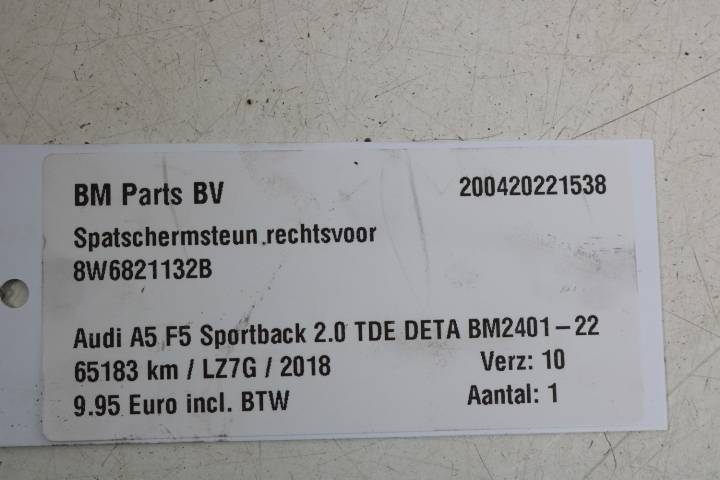 BM Parts BV 200420221538
Spatschermsteun rechtsvoor
8W6821132B
Audi A5 F5 Sportback 2.0 TDE DETA BM2401-22
65183 km / LZ7G / 2018 Verz: 10
9.95 Euro incl. BTW Aantal: 1